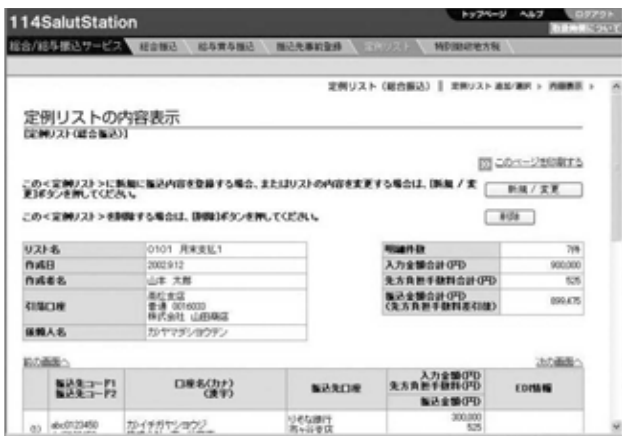 114SalutStation
トップページ ヘルプ ログアウト
総合/給与振込サービス 総合振込 給与賞与振込 振込先事前登録 定例リスト 特別徴収地方税
定例リスト（総合振込） || 定例リスト 追加/選択 > 内容表示 >
定例リストの内容表示
[定例リスト(総合振込)]
このページを印刷する
この＜定例リスト＞に新規に振込内容を登録する場合、またはリストの内容を変更する場合は、[新規 / 変
更]ボタンを押してください。
新規 / 変更
この＜定例リスト＞を削除する場合は、[削除]ボタンを押してください。
削除
リスト名 0101 月末支払1
作成日 2002.9.12
作成者名 山本 太郎
引落口座 高松支店
普通 0016000
株式会社 山田商店
依頼人名 カ)ヤマダシヨウテン
明細件数 7件
入力金額合計(円) 900,000
先方負担手数料合計(円) 525
振込金額合計(円)
(先方負担手数料差引後) 899,475
前の画面へ 次の画面へ
振込先コード1
振込先コード2
口座名(カナ)
(漢字)
振込先口座
入力金額(円)
先方負担手数料(円)
振込金額(円)
EDI情報
abc0123450 カ)イチガヤシヨウジ りそな銀行
市ヶ谷支店
300,000
525